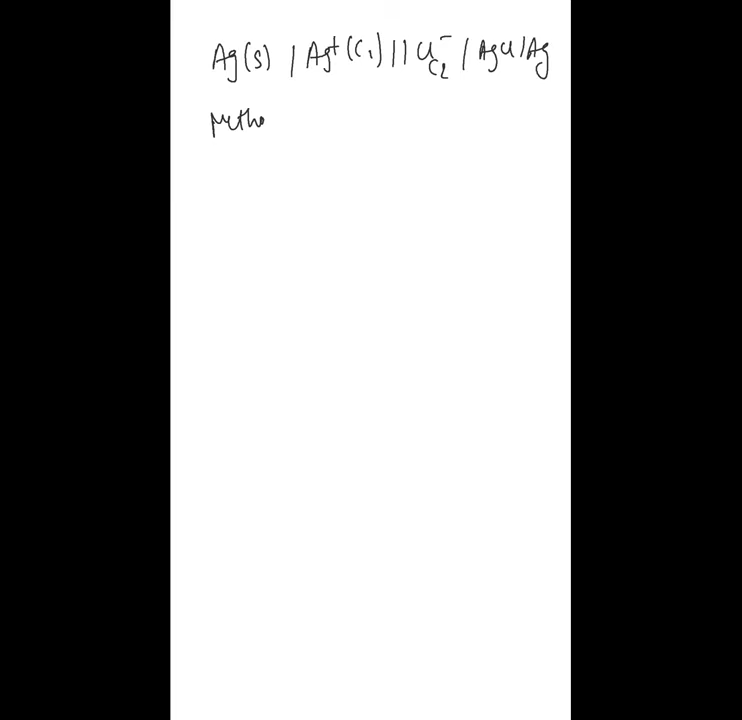 Ag(s) | Ag+ (C1) || Cl- C2 | AgCl | Ag
Metho